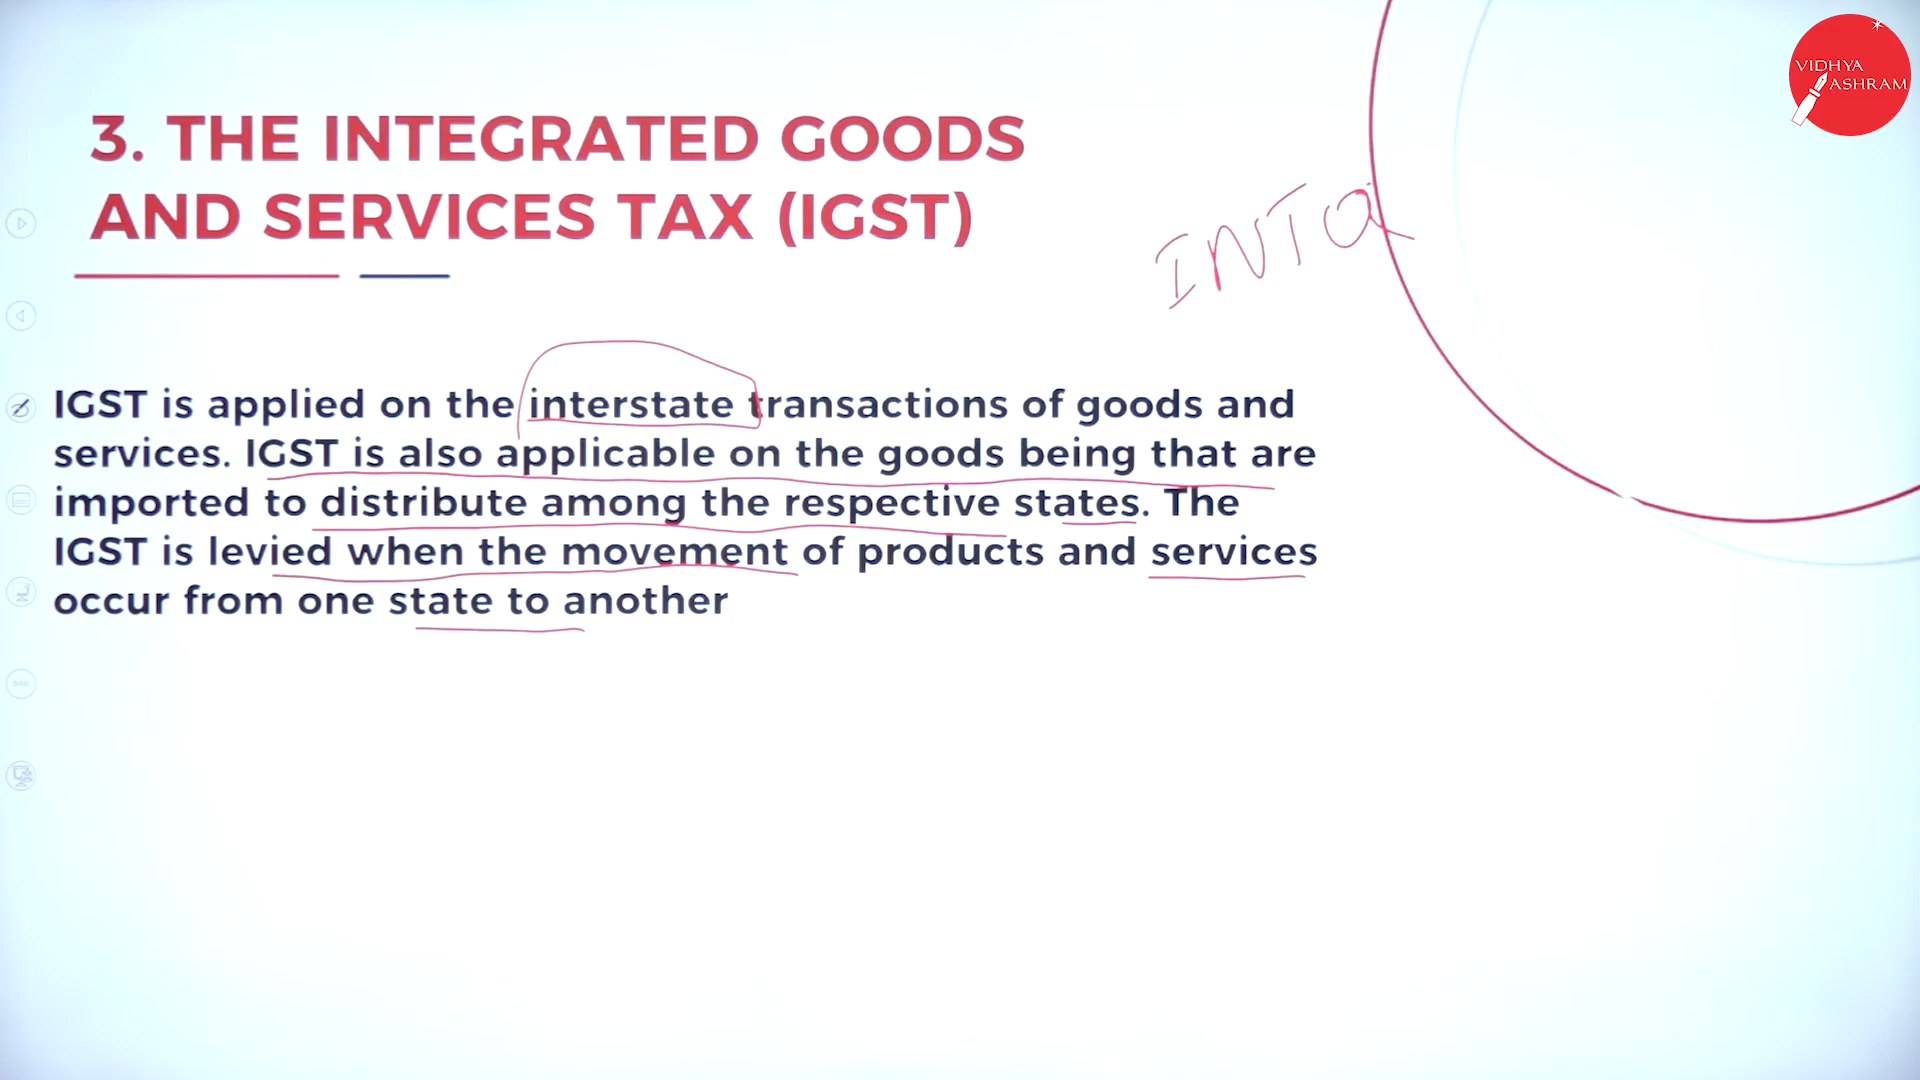 VIDHYA
ASHRAM
3. THE INTEGRATED GOODS
AND SERVICES TAX (IGST)
INTa
IGST is applied on the interstate transactions of goods and
services. IGST is also applicable on the goods being that are
imported to distribute among the respective states. The
IGST is levied when the movement of products and services
occur from one state to another